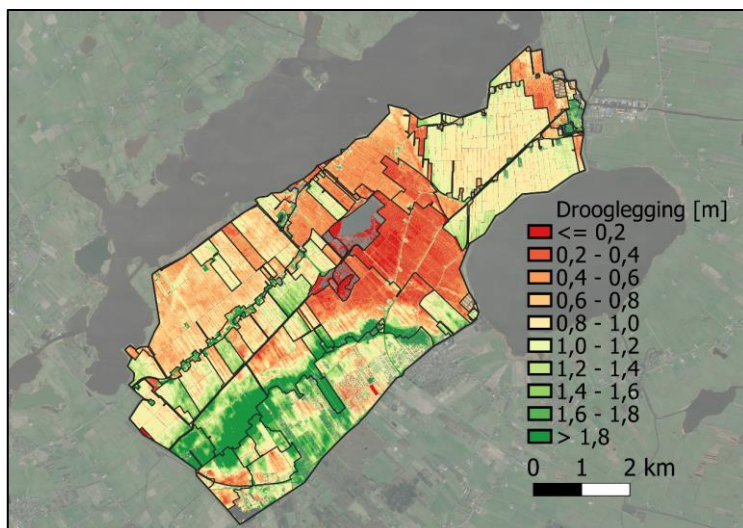 Drooglegging [m]
<= 0,2
0,2 - 0,4
0,4 - 0,6
0,6 - 0,8
0,8 - 1,0
1,0 - 1,2
1,2 - 1,4
1,4 - 1,6
1,6 - 1,8
> 1,8
0 1 2 km